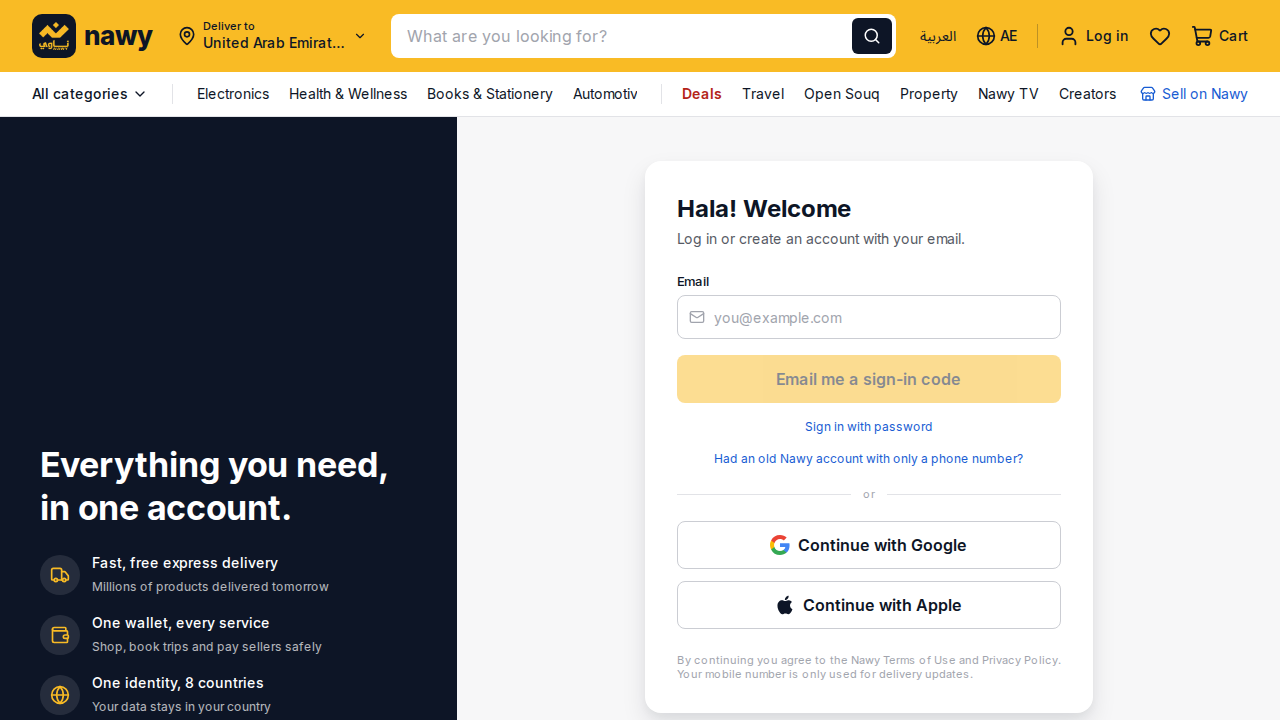 ناوي
nawy
Deliver to
United Arab Emirat...
What are you looking for?
العربية
AE
Log in
Cart
All categories
Electronics
Health & Wellness
Books & Stationery
Automotiv
Deals
Travel
Open Souq
Property
Nawy TV
Creators
Sell on Nawy
Everything you need,
in one account.
Fast, free express delivery
Millions of products delivered tomorrow
One wallet, every service
Shop, book trips and pay sellers safely
One identity, 8 countries
Your data stays in your country
Hala! Welcome
Log in or create an account with your email.
Email
you@example.com
Email me a sign-in code
Sign in with password
Had an old Nawy account with only a phone number?
or
Continue with Google
Continue with Apple
By continuing you agree to the Nawy Terms of Use and Privacy Policy.
Your mobile number is only used for delivery updates.